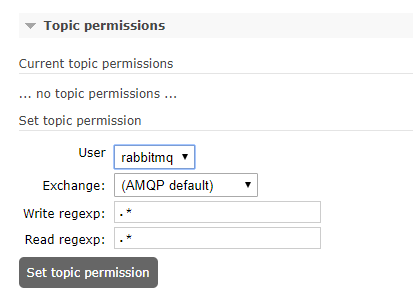 Topic permissions
Current topic permissions
... no topic permissions ...
Set topic permission
User rabbitmq
Exchange: (AMQP default)
Write regexp: .*
Read regexp: .*
Set topic permission